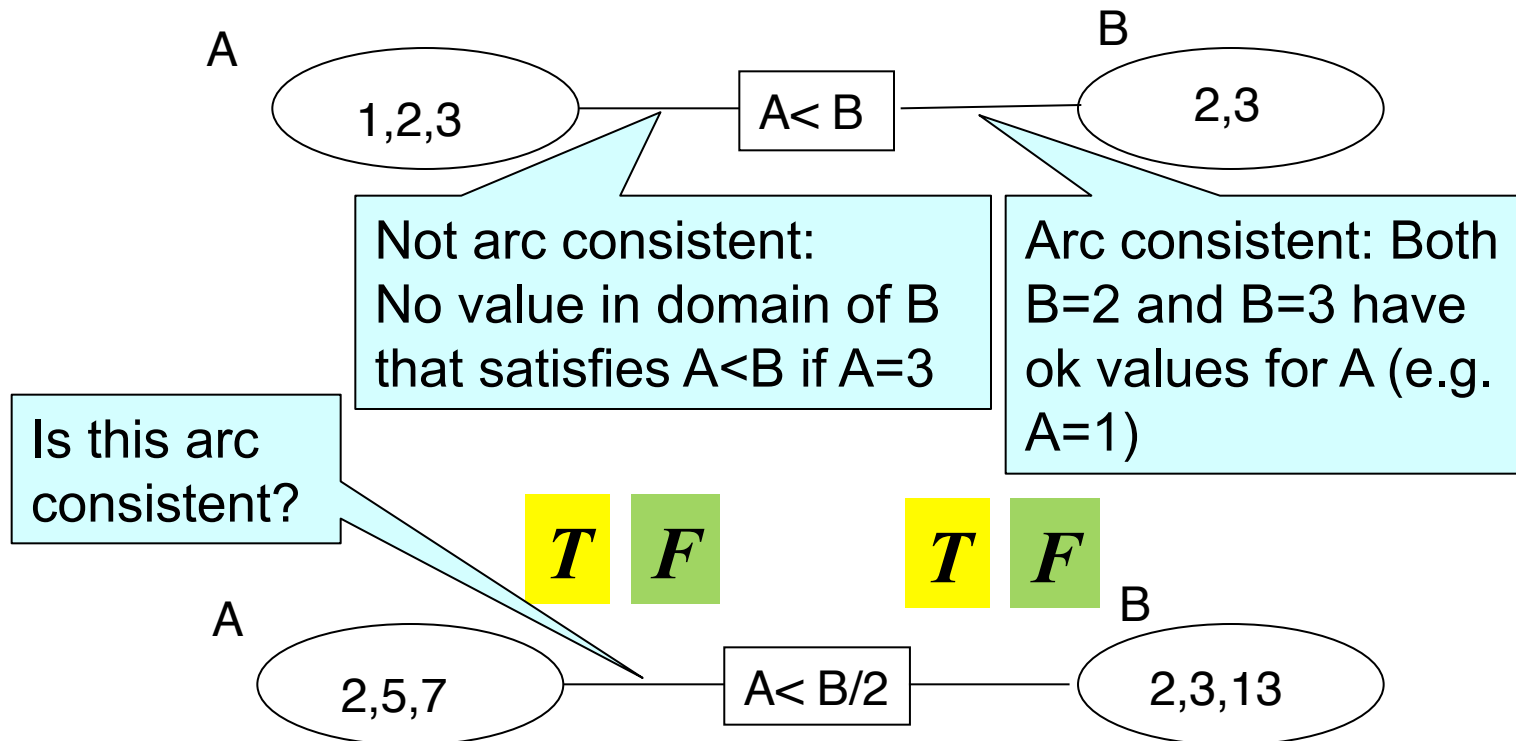 A
B
1,2,3
A< B
2,3
Not arc consistent:
No value in domain of B
that satisfies A<B if A=3
Arc consistent: Both
B=2 and B=3 have
ok values for A (e.g.
A=1)
Is this arc
consistent?
T F T F
A
B
2,5,7
A< B/2
2,3,13